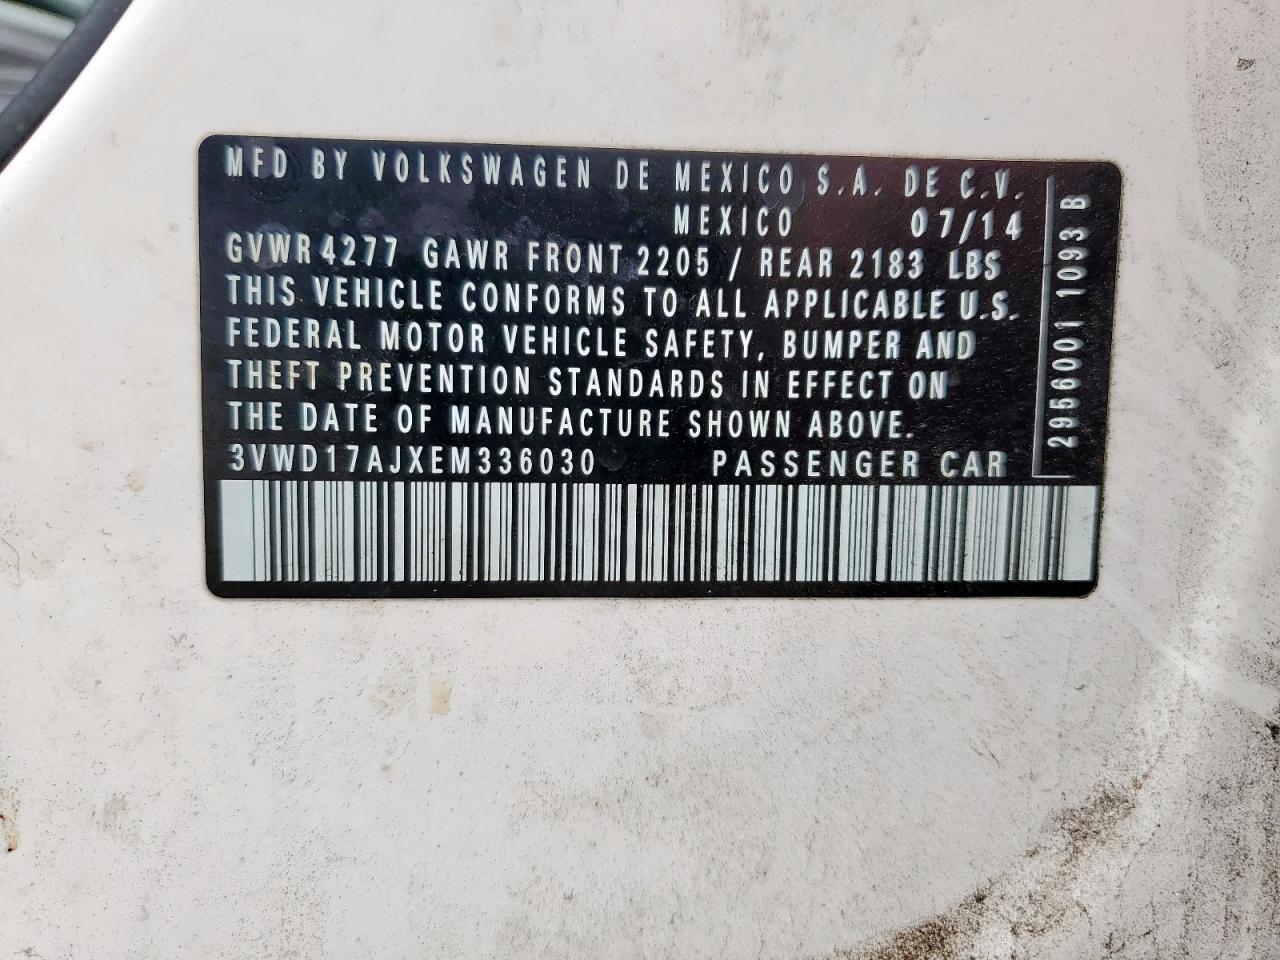 MFD BY VOLKSWAGEN DE MEXICO S.A. DE C.V.
MEXICO 07/14
GVWR 4277 GAWR FRONT 2205 / REAR 2183 LBS
THIS VEHICLE CONFORMS TO ALL APPLICABLE U.S.
FEDERAL MOTOR VEHICLE SAFETY, BUMPER AND
THEFT PREVENTION STANDARDS IN EFFECT ON
THE DATE OF MANUFACTURE SHOWN ABOVE.
3VWD17AJXEM336030 PASSENGER CAR
2956001 1093 B